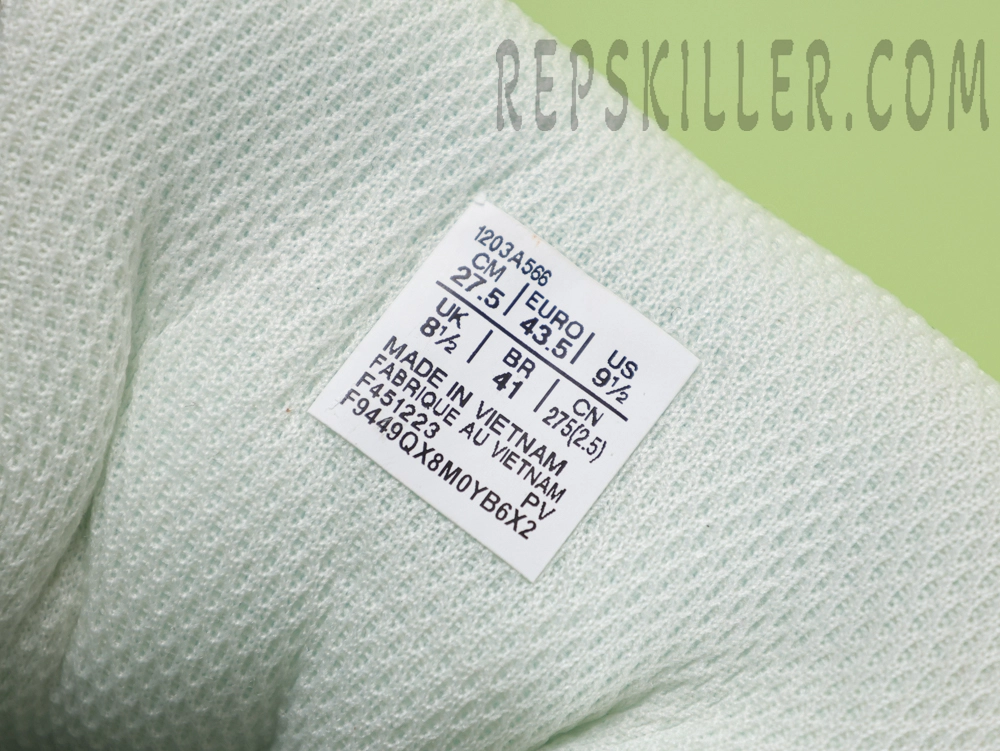 REPSKILLER.COM
1203A566
CM 27.5 | EURO 43.5 | US 9½
UK 8½ | BR 41 | CN 275(2.5)
MADE IN VIETNAM
FABRIQUE AU VIETNAM
F451223 PV
F9449QX8M0YB6X2